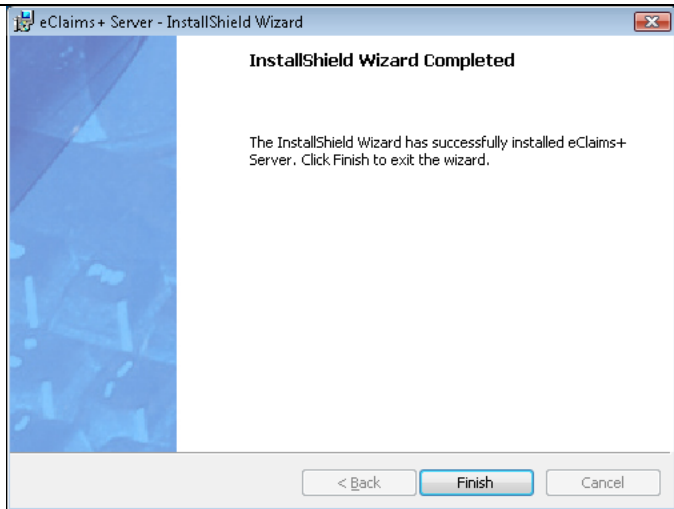 eClaims+ Server - InstallShield Wizard
InstallShield Wizard Completed
The InstallShield Wizard has successfully installed eClaims+
Server. Click Finish to exit the wizard.
< Back Finish Cancel